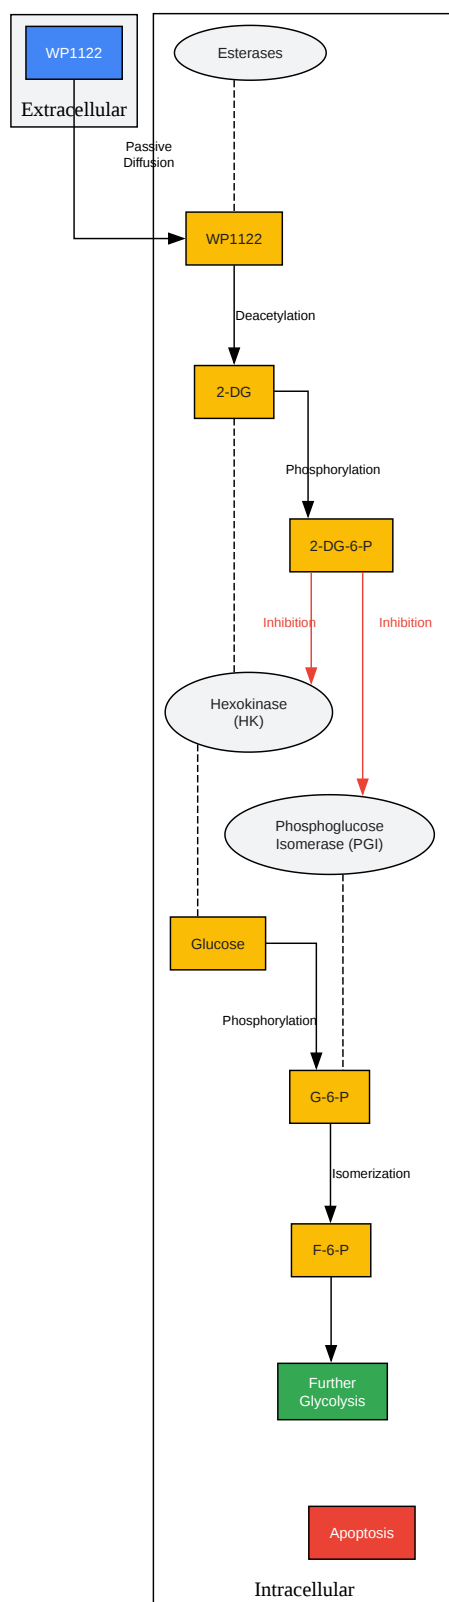 WP1122
Extracellular
Esterases
Passive
Diffusion
WP1122
Deacetylation
2-DG
Phosphorylation
2-DG-6-P
Inhibition
Inhibition
Hexokinase
(HK)
Phosphoglucose
Isomerase (PGI)
Glucose
Phosphorylation
G-6-P
Isomerization
F-6-P
Further
Glycolysis
Apoptosis
Intracellular